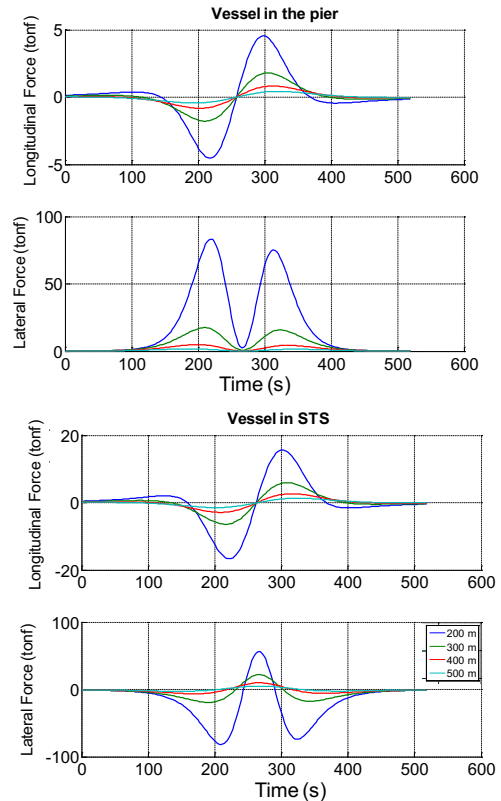 Vessel in the pier
Longitudinal Force (tonf)
5
0
-5
0 100 200 300 400 500 600
Lateral Force (tonf)
100
50
0
0 100 200 300 400 500 600
Time (s)
Vessel in STS
Longitudinal Force (tonf)
20
0
-20
0 100 200 300 400 500 600
Lateral Force (tonf)
100
0
-100
0 100 200 300 400 500 600
Time (s)
200 m
300 m
400 m
500 m